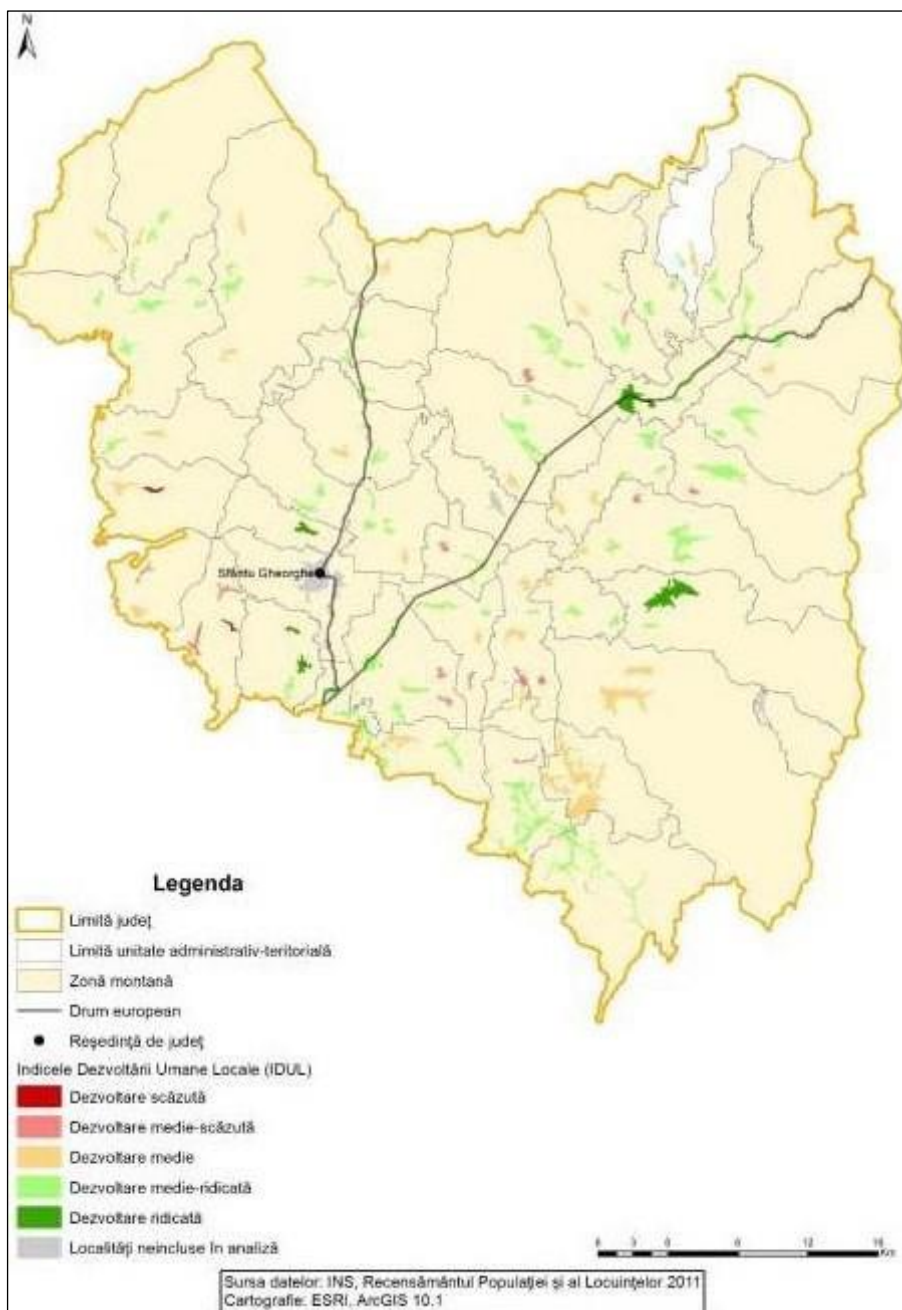 N
Sfântu Gheorghe
Legenda
Limită județ
Limită unitate administrativ-teritorială
Zonă montană
Drum european
Reședință de județ
Indicele Dezvoltării Umane Locale (IDUL)
Dezvoltare scăzută
Dezvoltare medie-scăzută
Dezvoltare medie
Dezvoltare medie-ridicată
Dezvoltare ridicată
Localități neincluse în analiză
12
Km
Sursa datelor: INS, Recensământul Populației și al Locuințelor 2011
Cartografie: ESRI, ArcGIS 10.1